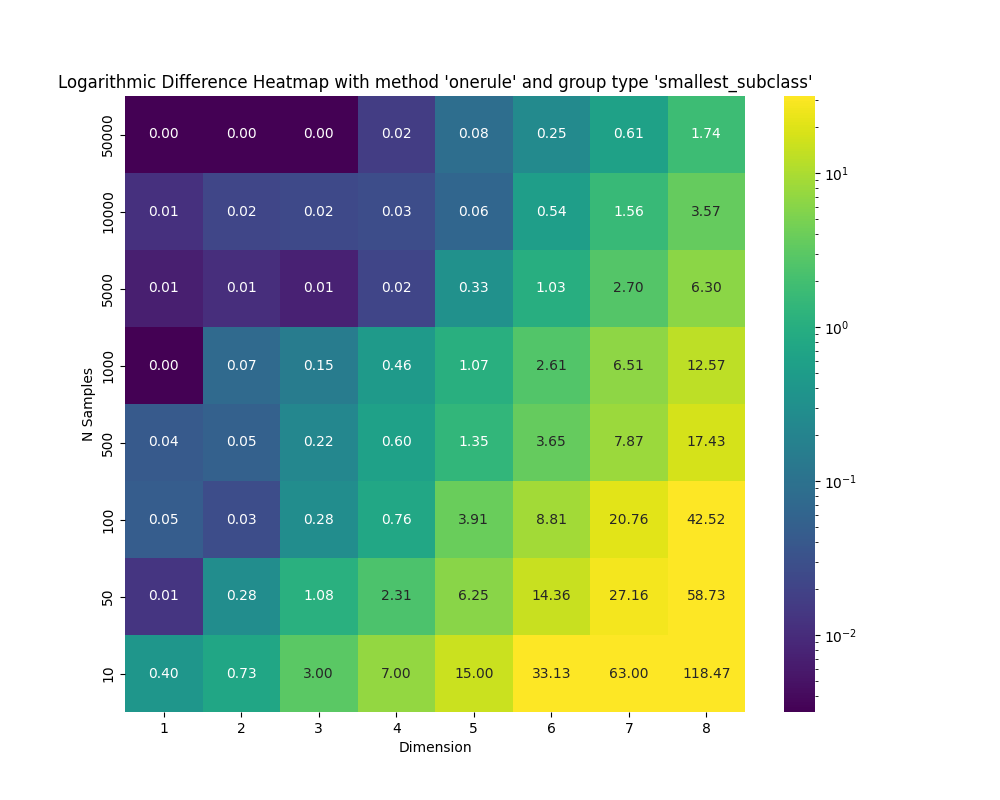 Logarithmic Difference Heatmap with method 'onerule' and group type 'smallest_subclass'
N Samples
50000 0.00 0.00 0.00 0.02 0.08 0.25 0.61 1.74
10000 0.01 0.02 0.02 0.03 0.06 0.54 1.56 3.57
5000 0.01 0.01 0.01 0.02 0.33 1.03 2.70 6.30
1000 0.00 0.07 0.15 0.46 1.07 2.61 6.51 12.57
500 0.04 0.05 0.22 0.60 1.35 3.65 7.87 17.43
100 0.05 0.03 0.28 0.76 3.91 8.81 20.76 42.52
50 0.01 0.28 1.08 2.31 6.25 14.36 27.16 58.73
10 0.40 0.73 3.00 7.00 15.00 33.13 63.00 118.47
1 2 3 4 5 6 7 8
Dimension
10¹
10⁰
10⁻¹
10⁻²